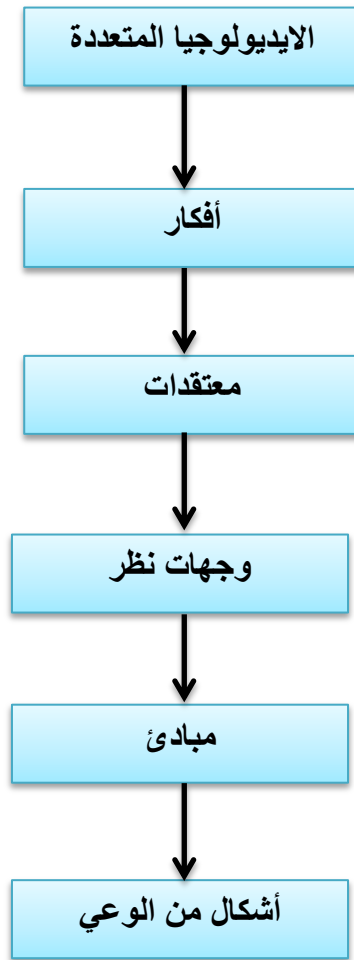 الايديولوجيا المتعددة
أفكار
معتقدات
وجهات نظر
مبادئ
أشكال من الوعي